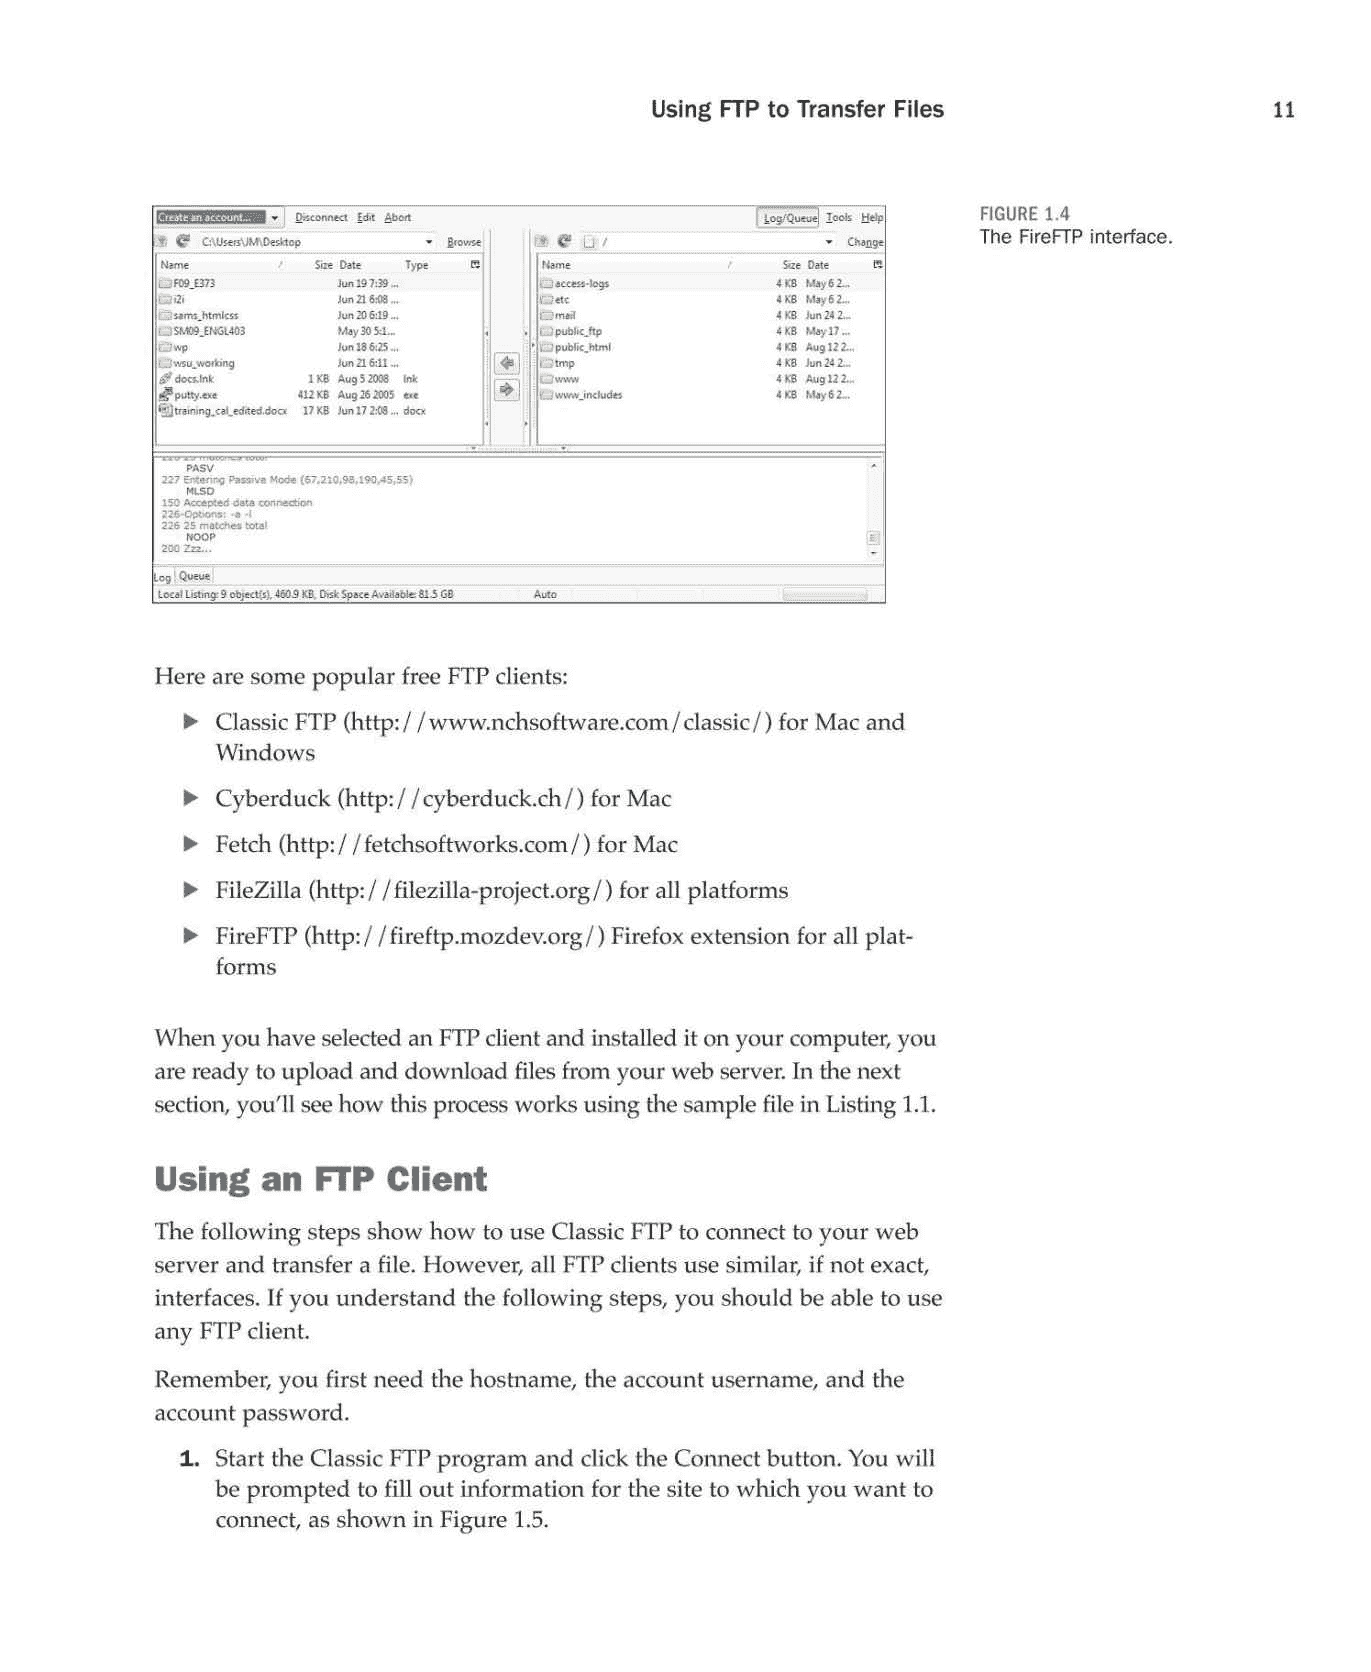 Using FTP to Transfer Files 11
Create an account... Disconnect Edit Abort Log/Queue Tools Help
C:\Users\JM\Desktop Browse / Change
Name / Size Date Type Name / Size Date
F09_E373 Jun 19 7:39 ... access-logs 4 KB May 6 2...
i2i Jun 21 6:08 ... etc 4 KB May 6 2...
sams_htmlcss Jun 20 6:19 ... mail 4 KB Jun 24 2...
SM09_ENGL403 May 30 5:1... public_ftp 4 KB May 17 ...
wp Jun 18 6:25 ... public_html 4 KB Aug 12 2...
wsu_working Jun 21 6:11 ... tmp 4 KB Jun 24 2...
docs.lnk 1 KB Aug 5 2008 lnk www 4 KB Aug 12 2...
putty.exe 412 KB Aug 26 2005 exe www_includes 4 KB May 6 2...
training_cal_edited.docx 17 KB Jun 17 2:08 ... docx
PASV
227 Entering Passive Mode (67,210,98,190,45,55)
MLSD
150 Accepted data connection
226-Options: -a -l
226 25 matches total
NOOP
200 Zzz...
Log Queue
Local Listing: 9 object(s), 460.9 KB, Disk Space Available: 81.5 GB Auto
FIGURE 1.4
The FireFTP interface.
Here are some popular free FTP clients:
Classic FTP (http://www.nchsoftware.com/classic/) for Mac and
Windows
Cyberduck (http://cyberduck.ch/) for Mac
Fetch (http://fetchsoftworks.com/) for Mac
FileZilla (http://filezilla-project.org/) for all platforms
FireFTP (http://fireftp.mozdev.org/) Firefox extension for all plat-
forms
When you have selected an FTP client and installed it on your computer, you
are ready to upload and download files from your web server. In the next
section, you'll see how this process works using the sample file in Listing 1.1.
Using an FTP Client
The following steps show how to use Classic FTP to connect to your web
server and transfer a file. However, all FTP clients use similar, if not exact,
interfaces. If you understand the following steps, you should be able to use
any FTP client.
Remember, you first need the hostname, the account username, and the
account password.
1. Start the Classic FTP program and click the Connect button. You will
be prompted to fill out information for the site to which you want to
connect, as shown in Figure 1.5.